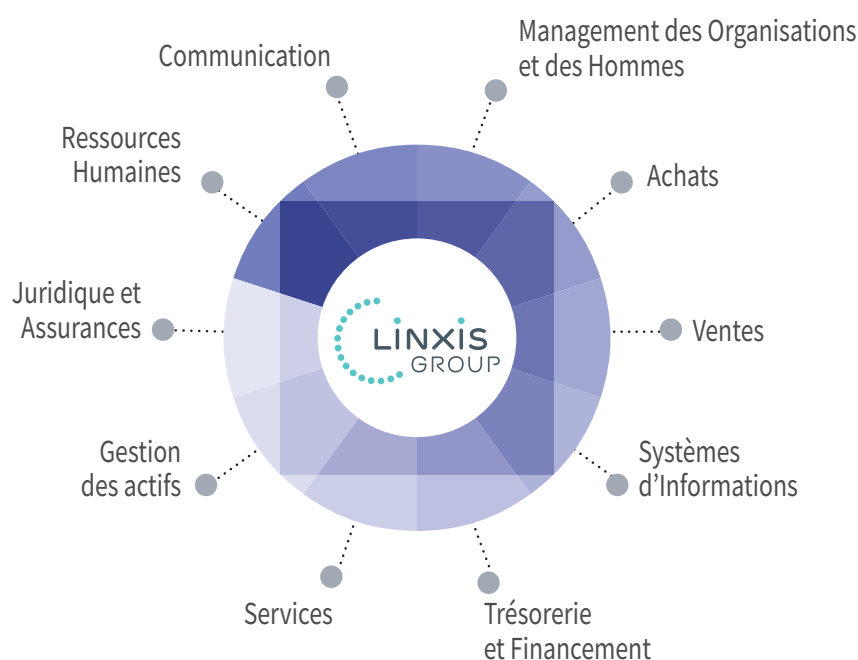 Communication
Management des Organisations
et des Hommes
Ressources
Humaines
Achats
Juridique et
Assurances
LINXIS
GROUP
Ventes
Gestion
des actifs
Systèmes
d'Informations
Services
Trésorerie
et Financement